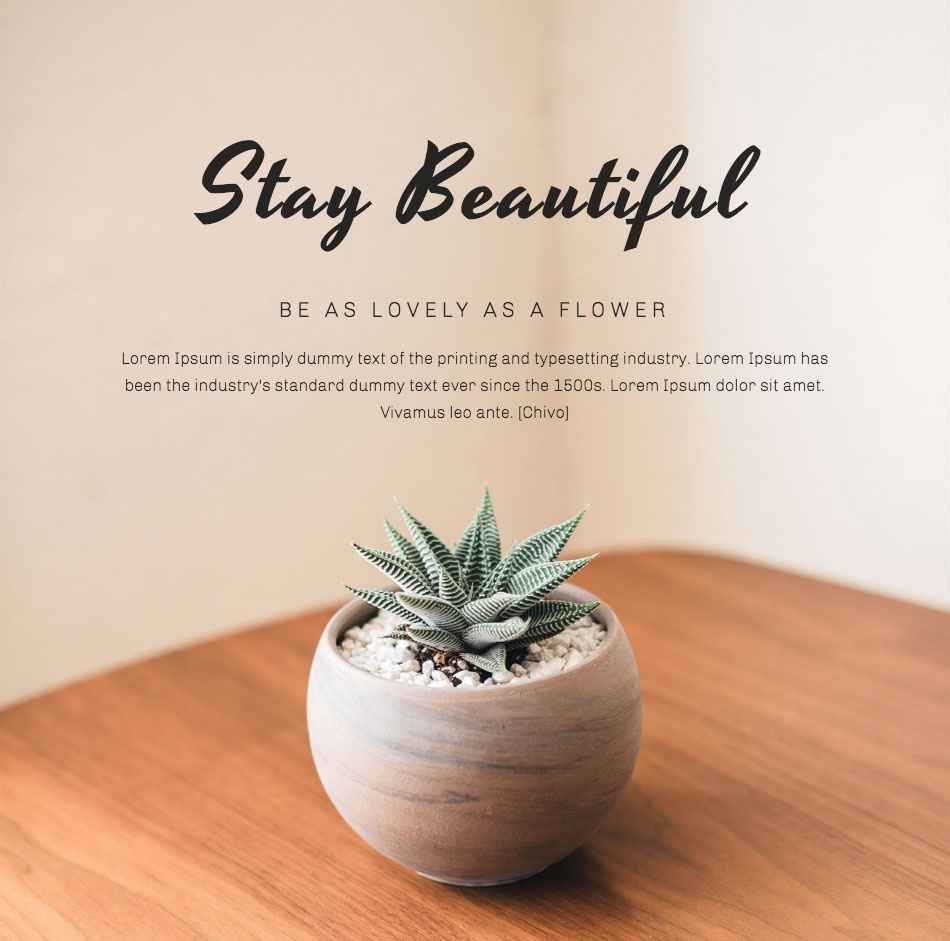 Stay Beautiful
BE AS LOVELY AS A FLOWER
Lorem Ipsum is simply dummy text of the printing and typesetting industry. Lorem Ipsum has
been the industry's standard dummy text ever since the 1500s. Lorem Ipsum dolor sit amet.
Vivamus leo ante. [Chivo]